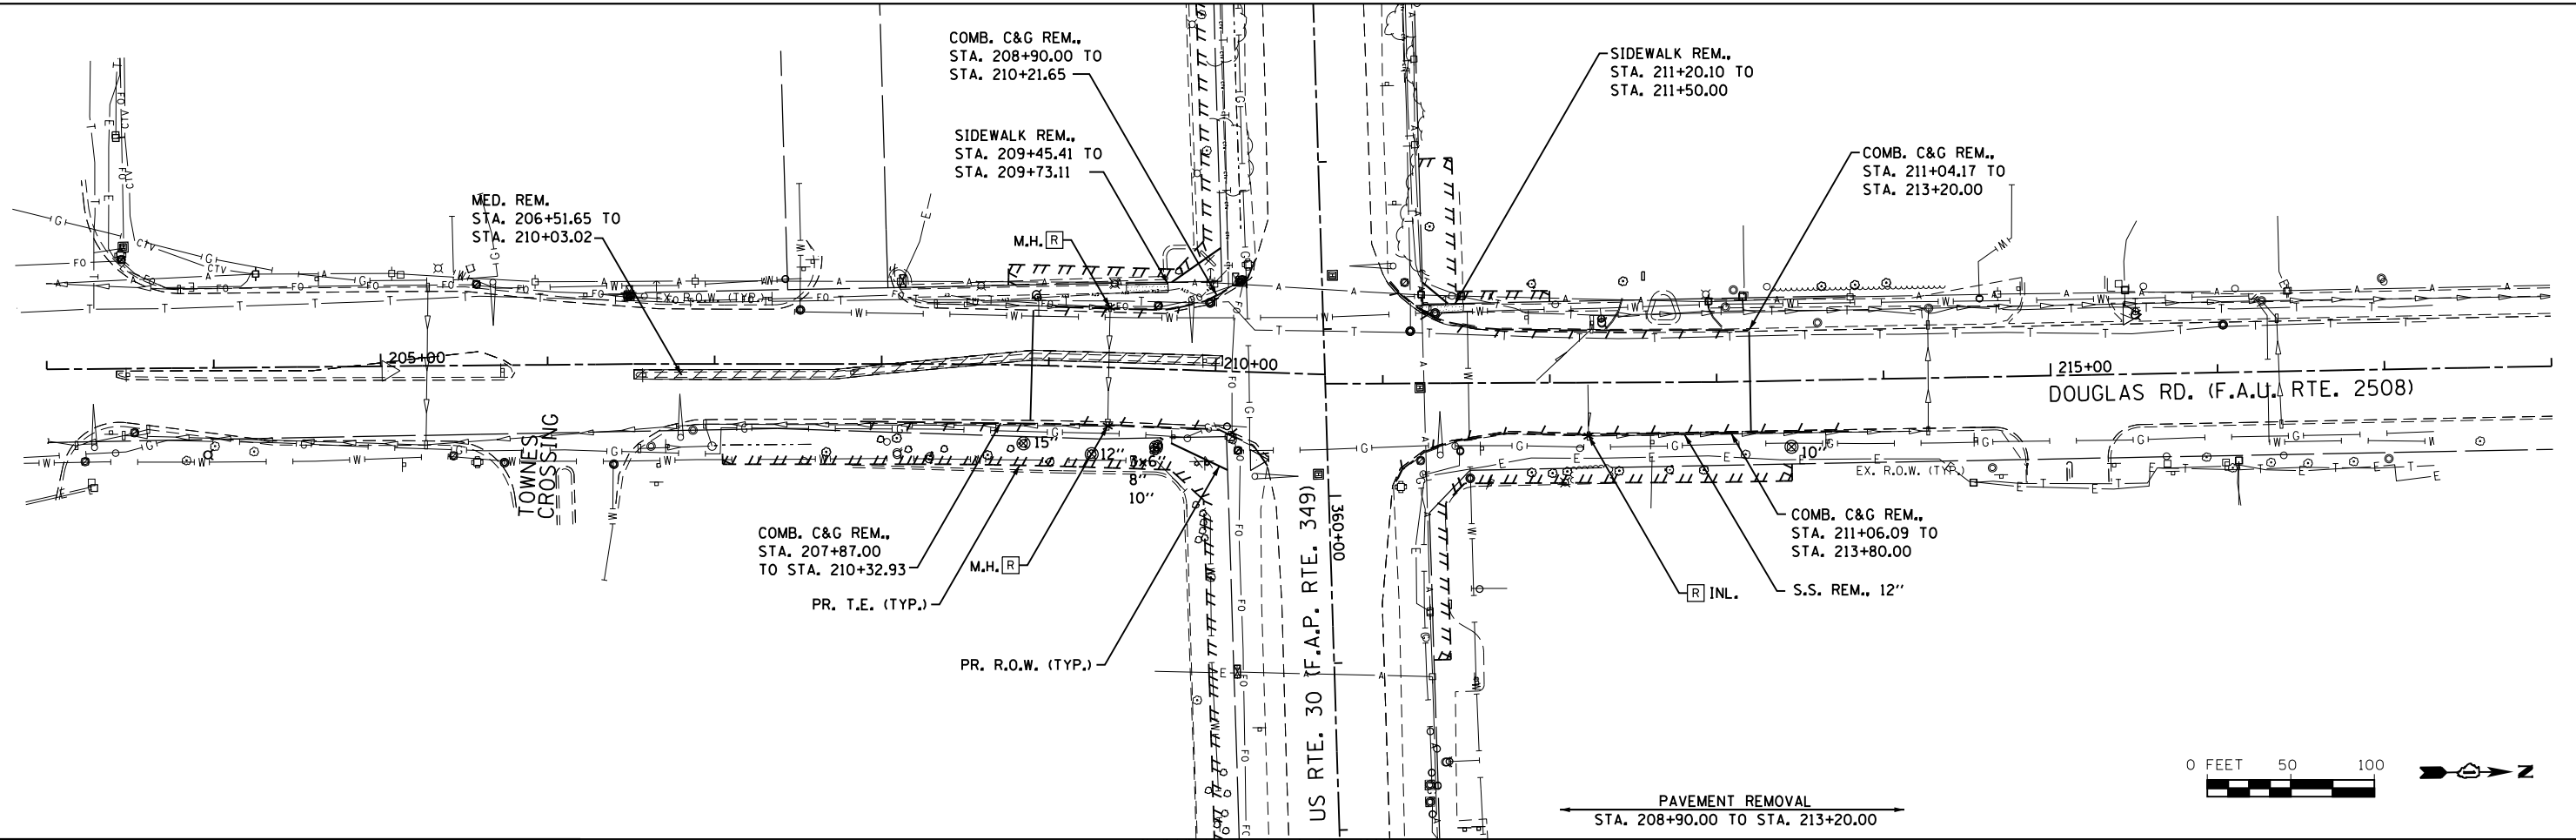 COMB. C&G REM.,
STA. 208+90.00 TO
STA. 210+21.65
SIDEWALK REM.,
STA. 211+20.10 TO
STA. 211+50.00
SIDEWALK REM.,
STA. 209+45.41 TO
STA. 209+73.11
COMB. C&G REM.,
STA. 211+04.17 TO
STA. 213+20.00
MED. REM.
STA. 206+51.65 TO
STA. 210+03.02
M.H. R
EX. R.O.W. (TYP.)
205+00
210+00
215+00
DOUGLAS RD. (F.A.U. RTE. 2508)
TOWNES
CROSSING
15"
12"
8"
10"
10"
EX. R.O.W. (TYP.)
COMB. C&G REM.,
STA. 207+87.00
TO STA. 210+32.93
M.H. R
PR. T.E. (TYP.)
PR. R.O.W. (TYP.)
US RTE. 30 (F.A.P. RTE. 349)
360+00
COMB. C&G REM.,
STA. 211+06.09 TO
STA. 213+80.00
R INL.
S.S. REM., 12"
PAVEMENT REMOVAL
STA. 208+90.00 TO STA. 213+20.00
0 FEET 50 100
N